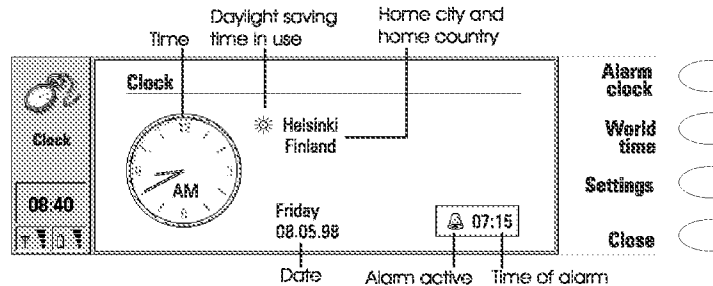 Daylight saving
time in use
Home city and
home country
Time
Clock
Clock
12
AM
Helsinki
Finland
Friday
08.05.98
08:40
07:15
Alarm
clock
World
time
Settings
Close
Date
Alarm active
Time of alarm